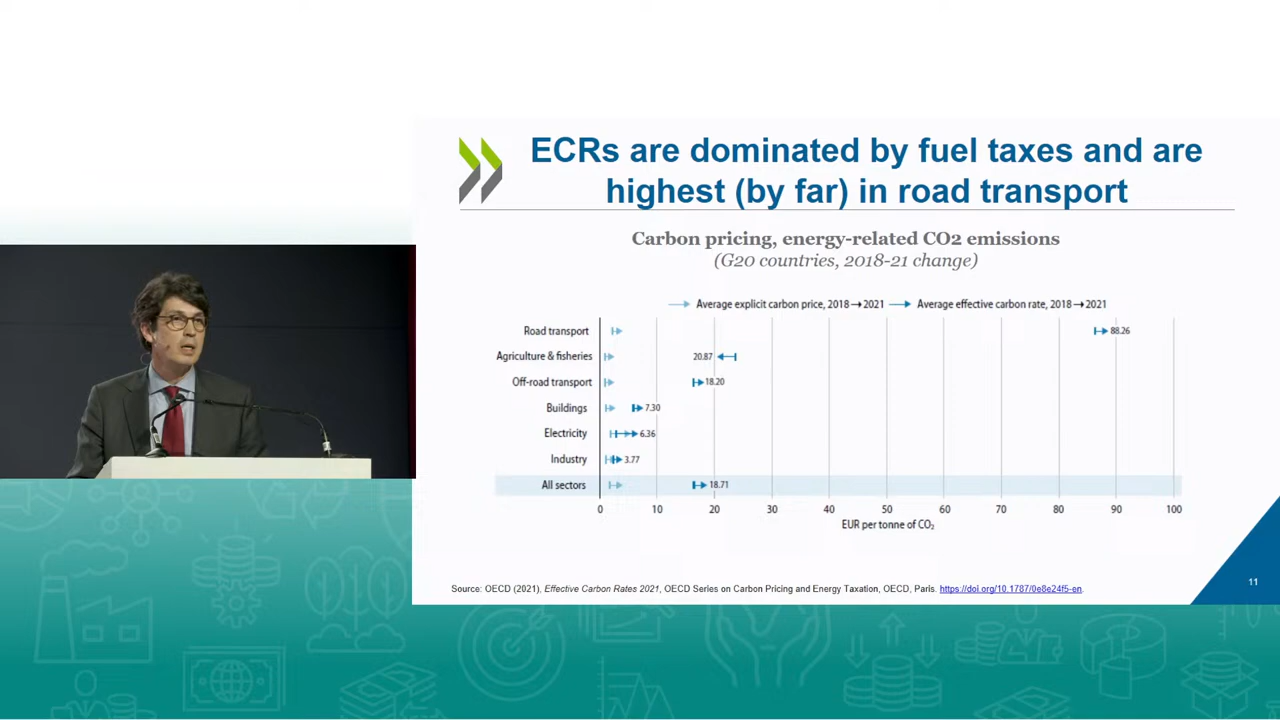 ECRs are dominated by fuel taxes and are
highest (by far) in road transport
Carbon pricing, energy-related CO2 emissions
(G20 countries, 2018-21 change)
Average explicit carbon price, 2018→2021 Average effective carbon rate, 2018→2021
Road transport 88.26
Agriculture & fisheries 20.87
Off-road transport 18.20
Buildings 7.30
Electricity 6.36
Industry 3.77
All sectors 18.71
0 10 20 30 40 50 60 70 80 90 100
EUR per tonne of CO₂
11
Source: OECD (2021), Effective Carbon Rates 2021, OECD Series on Carbon Pricing and Energy Taxation, OECD, Paris. https://doi.org/10.1787/0e8e24f5-en.